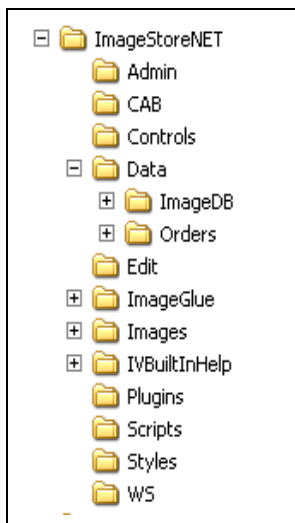 ImageStoreNET
Admin
CAB
Controls
Data
ImageDB
Orders
Edit
ImageGlue
Images
IVBuiltInHelp
Plugins
Scripts
Styles
WS